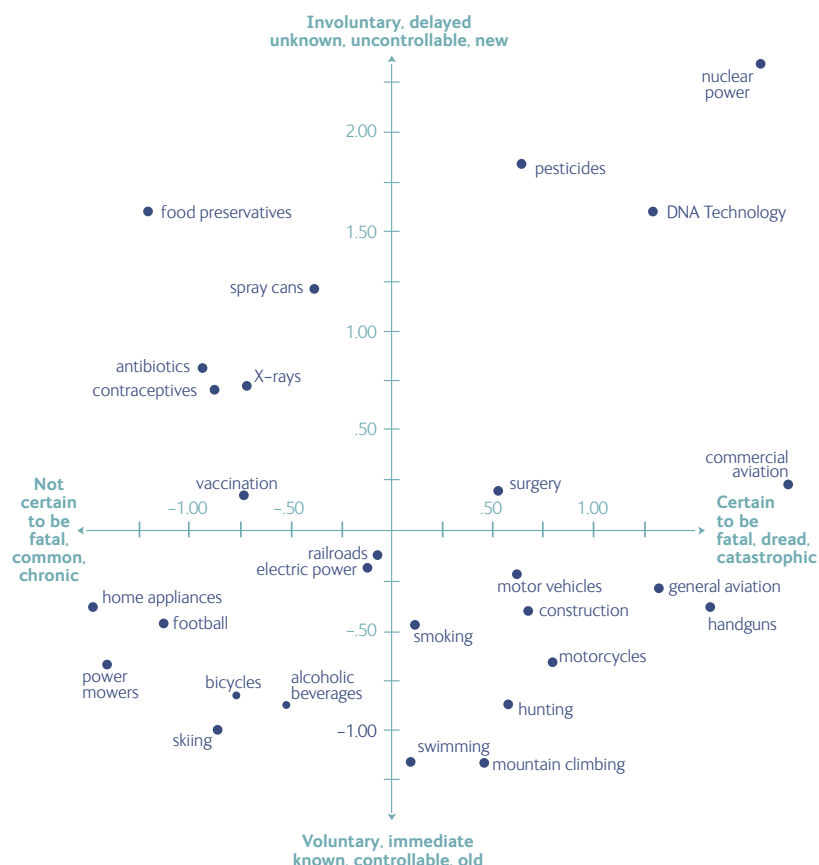 Involuntary, delayed
unknown, uncontrollable, new
nuclear
power
2.00
pesticides
food preservatives
DNA Technology
1.50
spray cans
1.00
antibiotics
X–rays
contraceptives
.50
commercial
aviation
vaccination
surgery
Not
certain
to be
fatal,
common,
chronic
–1.00
–.50
.50
1.00
Certain
to be
fatal, dread,
catastrophic
railroads
electric power
motor vehicles
general aviation
home appliances
construction
handguns
football
–.50
smoking
motorcycles
power
mowers
bicycles
alcoholic
beverages
hunting
–1.00
skiing
swimming
mountain climbing
Voluntary, immediate
known, controllable, old